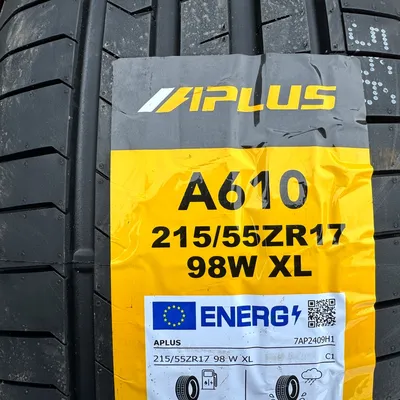 APLUS
A610
215/55ZR17
98W XL
ENERG
APLUS 7AP2409H1
215/55ZR17 98 W XL C1